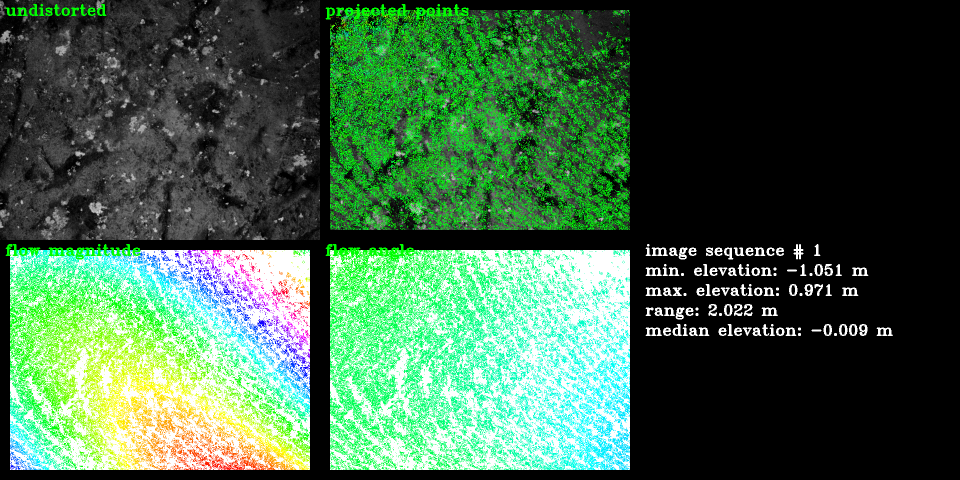 undistorted
projected points
flow magnitude
flow angle
image sequence # 1
min. elevation: −1.051 m
max. elevation: 0.971 m
range: 2.022 m
median elevation: −0.009 m